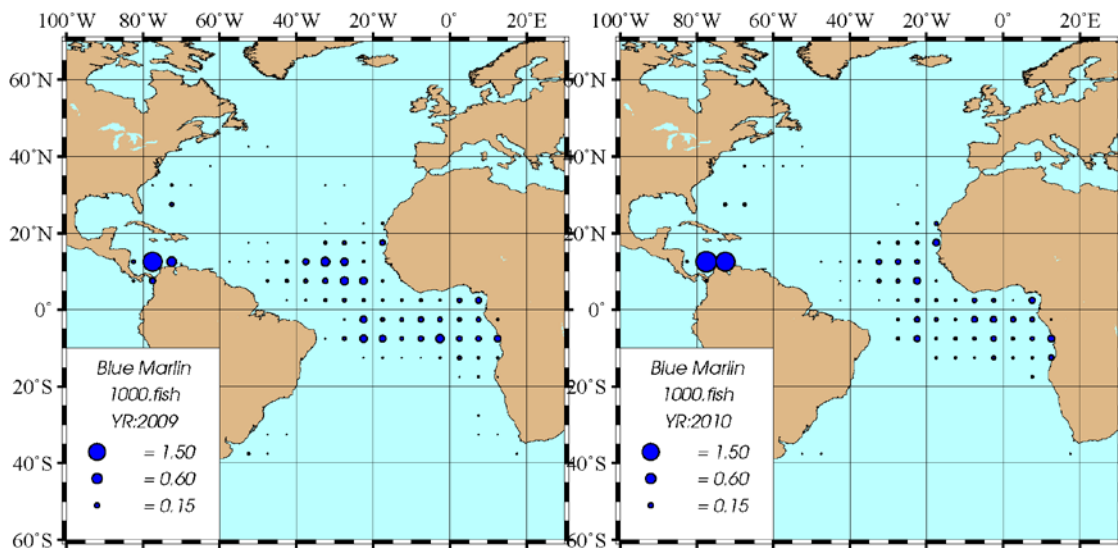 100°W 80°W 60°W 40°W 20°W 0° 20°E 100°W 80°W 60°W 40°W 20°W 0° 20°E
60°N 60°N
40°N 40°N
20°N 20°N
0° 0°
20°S 20°S
40°S 40°S
60°S 60°S
Blue Marlin
1000.fish
YR:2009
= 1.50
= 0.60
= 0.15
Blue Marlin
1000.fish
YR:2010
= 1.50
= 0.60
= 0.15